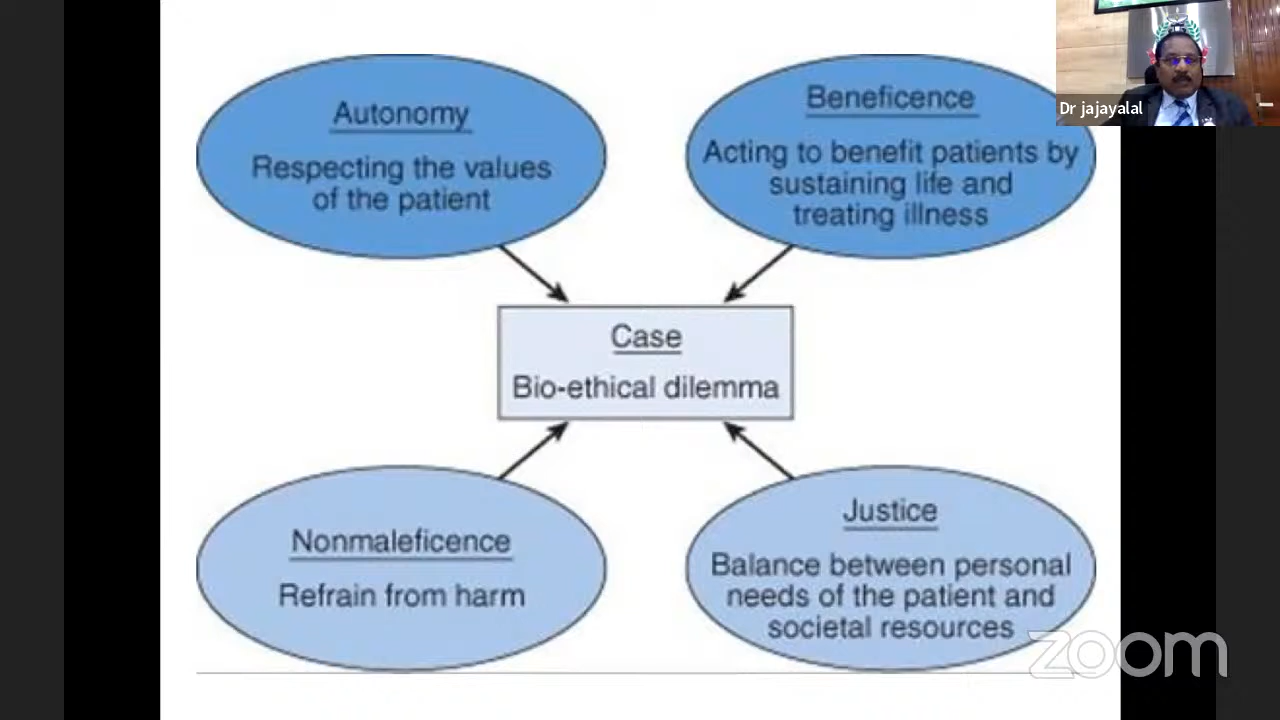 Autonomy
Respecting the values
of the patient
Beneficence
Acting to benefit patients by
sustaining life and
treating illness
Dr jajayalal
Case
Bio-ethical dilemma
Nonmaleficence
Refrain from harm
Justice
Balance between personal
needs of the patient and
societal resources
zoom